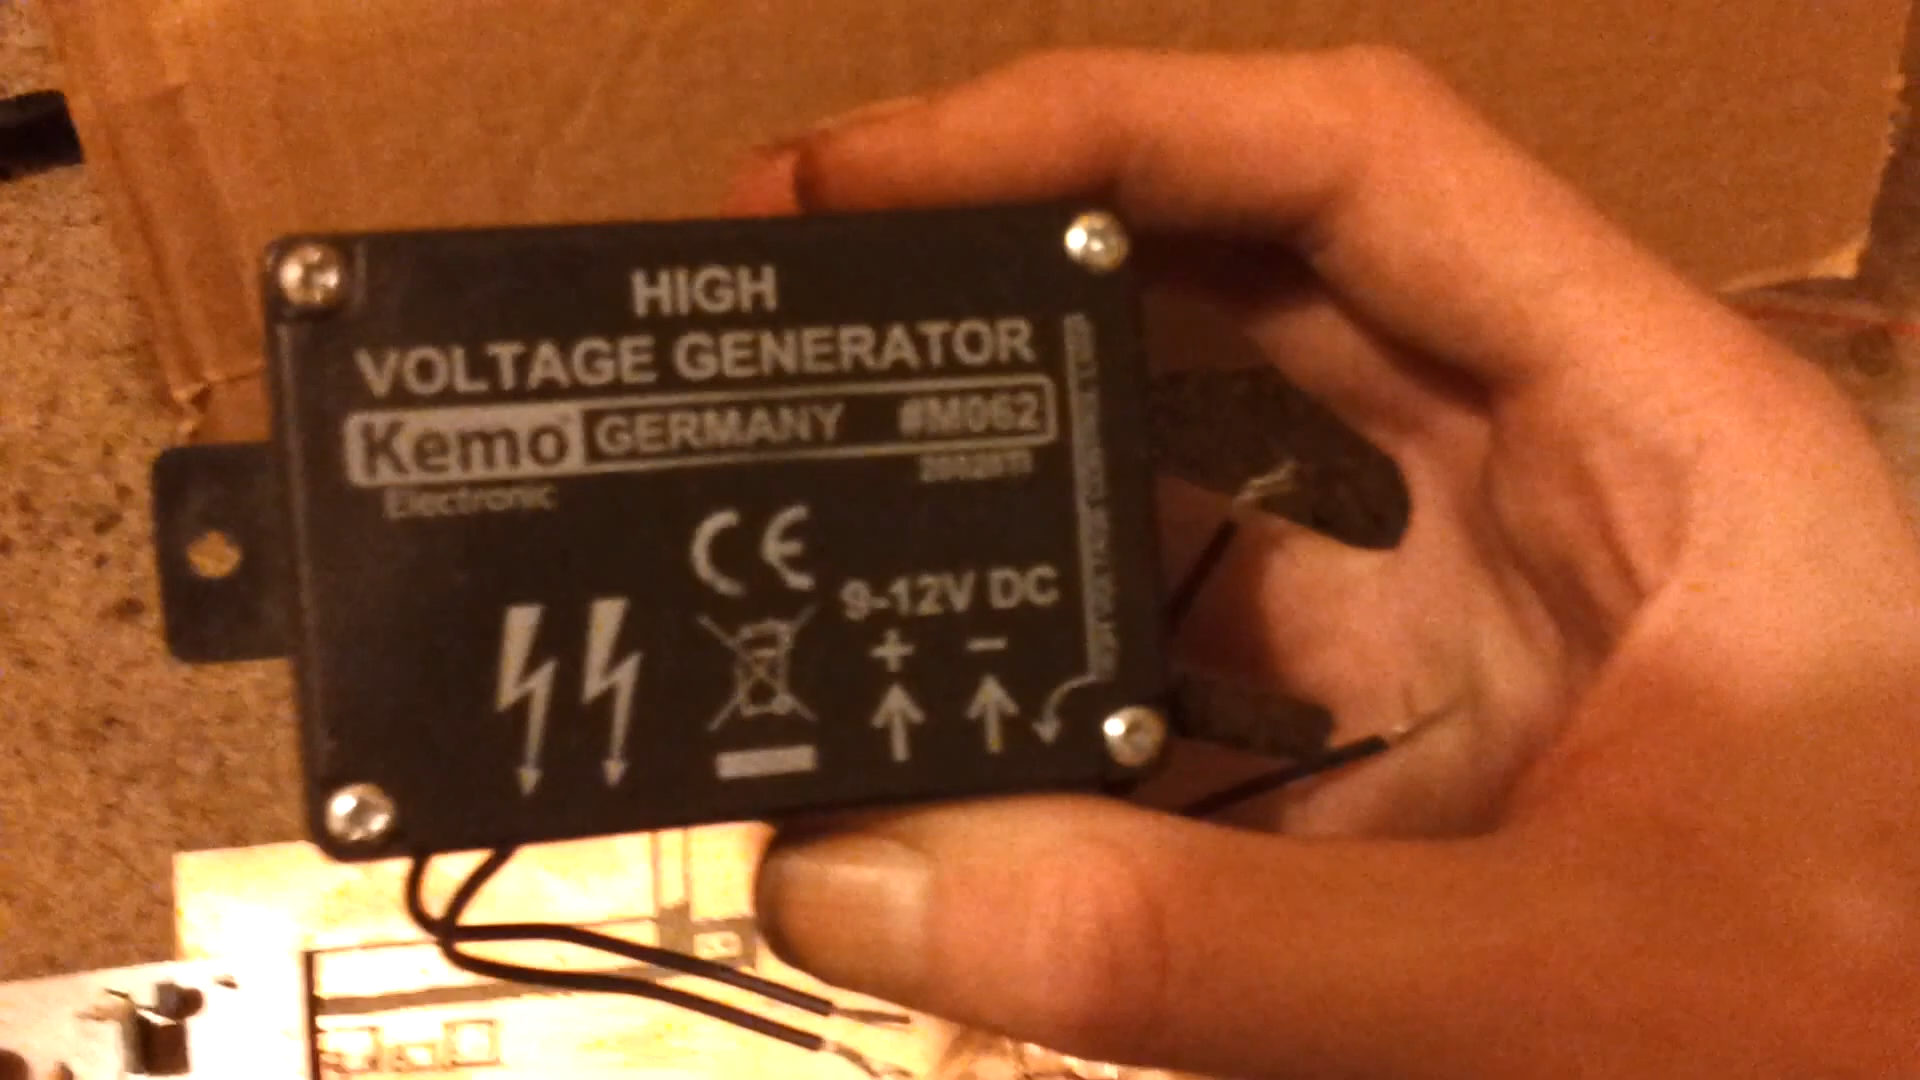 HIGH
VOLTAGE GENERATOR
Kemo GERMANY #M062
Electronic
CE
9-12V DC
+ −